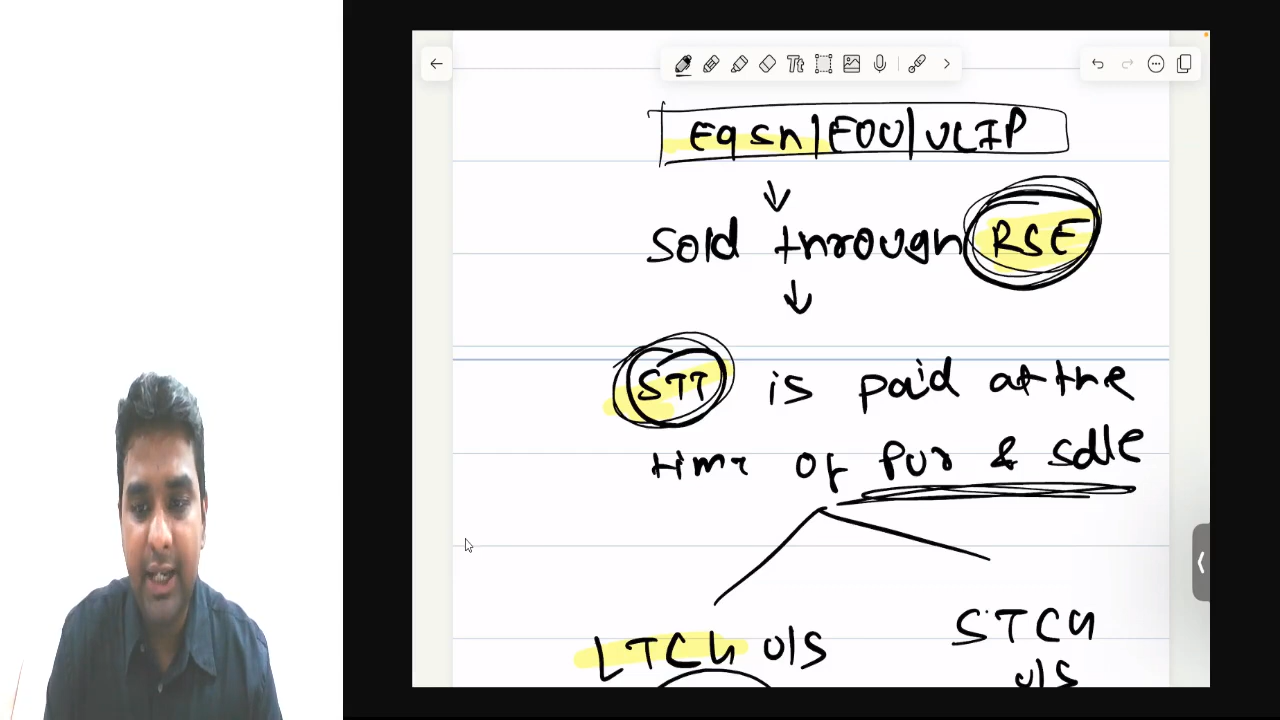 Eq sh | EOU | ULIP
Sold through RSE
STT is paid at the
time of Pur & Sale
LTCG U/S
STCG
U/S